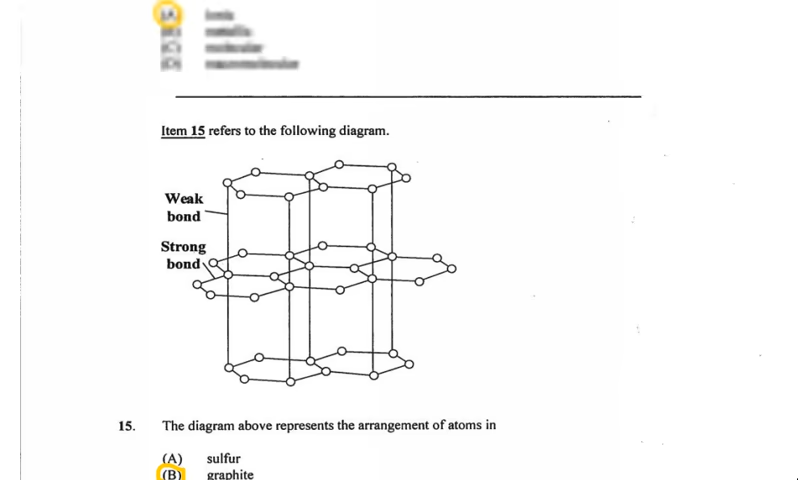 Item 15 refers to the following diagram.
Weak
bond
Strong
bond
15. The diagram above represents the arrangement of atoms in
(A) sulfur
(B) graphite